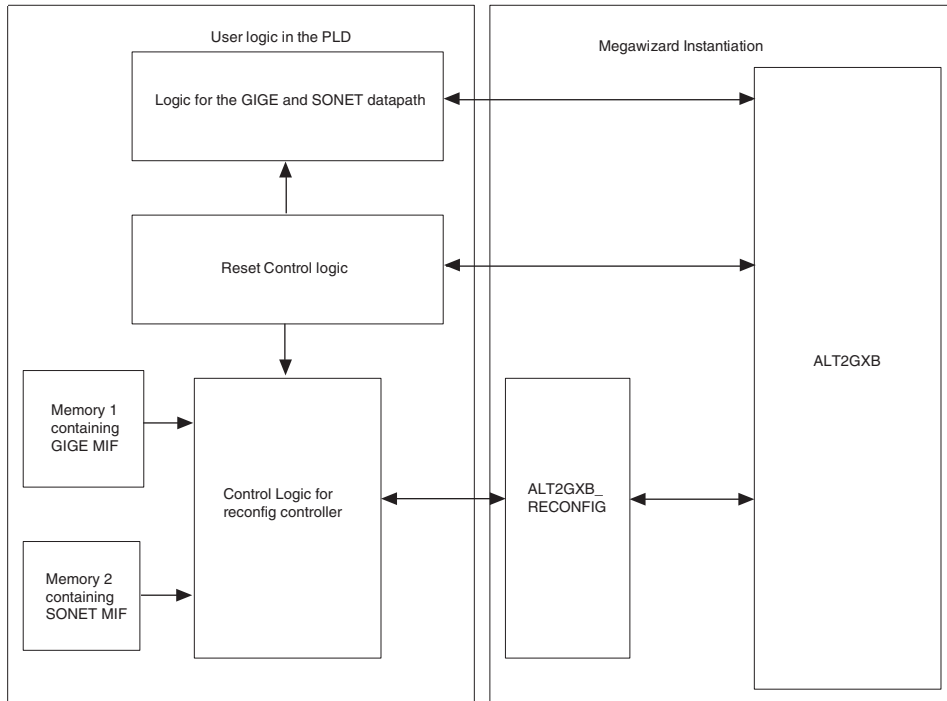 User logic in the PLD
Megawizard Instantiation
Logic for the GIGE and SONET datapath
Reset Control logic
ALT2GXB
Memory 1
containing
GIGE MIF
Control Logic for
reconfig controller
ALT2GXB_
RECONFIG
Memory 2
containing
SONET MIF